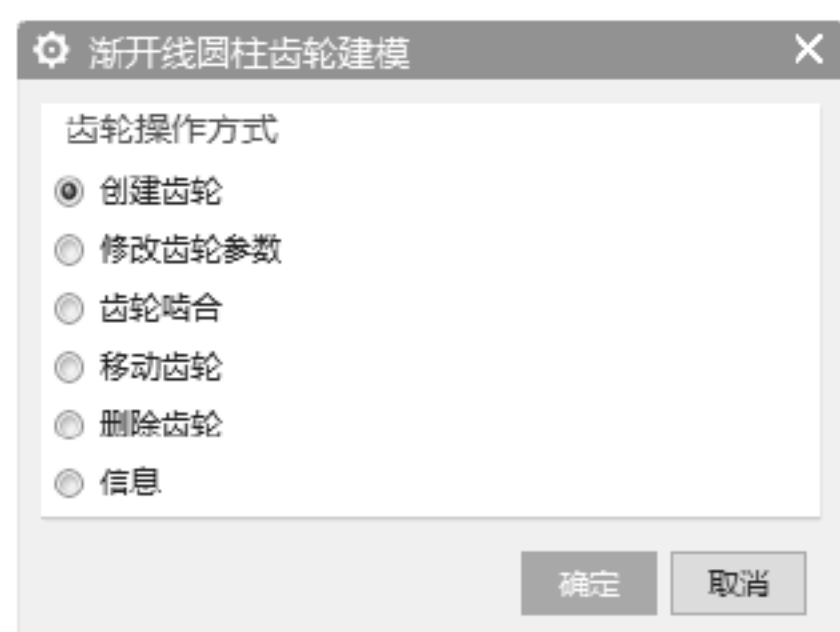 渐开线圆柱齿轮建模
齿轮操作方式
创建齿轮
修改齿轮参数
齿轮啮合
移动齿轮
删除齿轮
信息
确定
取消